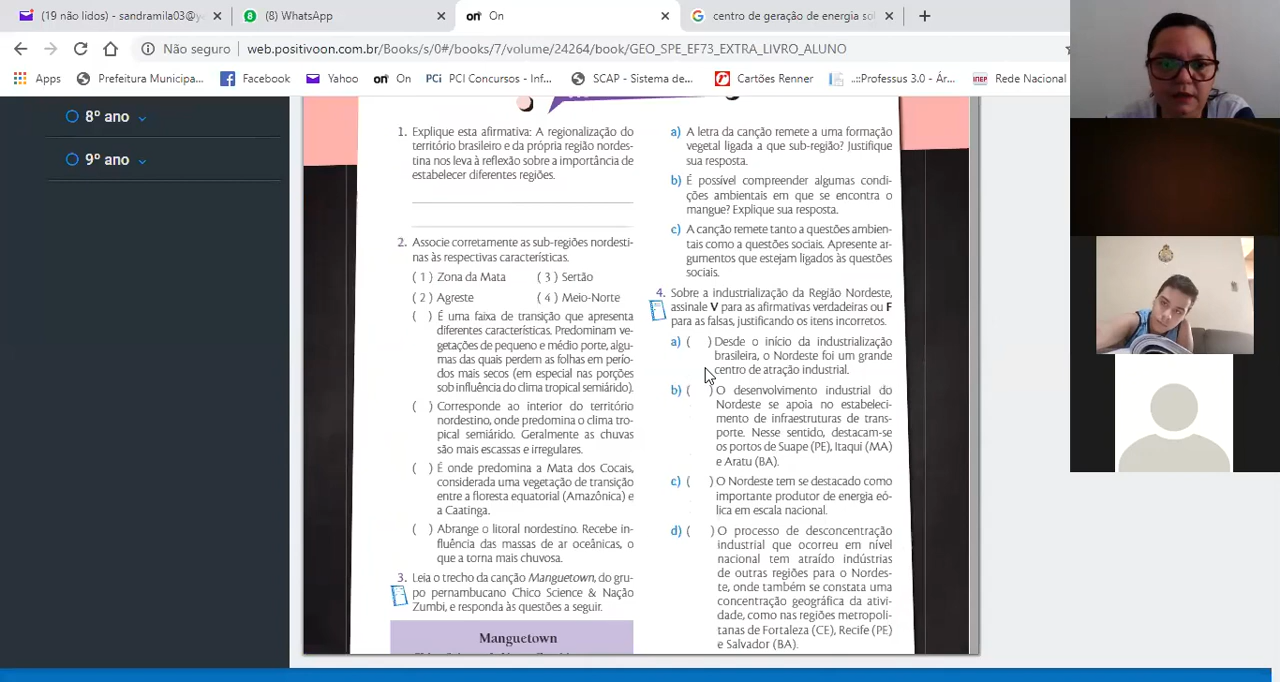 (19 não lidos) - sandramila03@y
(8) WhatsApp
on On
centro de geração de energia sol
Não seguro
web.positivoon.com.br/Books/s/0#/books/7/volume/24264/book/GEO_SPE_EF73_EXTRA_LIVRO_ALUNO
Apps
Prefeitura Municipa...
Facebook
Yahoo
on On
PCi PCI Concursos - Inf...
SCAP - Sistema de...
Cartões Renner
..::Professus 3.0 - Ár...
INEP Rede Nacional
8º ano
9º ano
1. Explique esta afirmativa: A regionalização do
território brasileiro e da própria região nordes-
tina nos leva à reflexão sobre a importância de
estabelecer diferentes regiões.
2. Associe corretamente as sub-regiões nordesti-
nas às respectivas características.
( 1 ) Zona da Mata ( 3 ) Sertão
( 2 ) Agreste ( 4 ) Meio-Norte
( ) É uma faixa de transição que apresenta
diferentes características. Predominam ve-
getações de pequeno e médio porte, algu-
mas das quais perdem as folhas em perío-
dos mais secos (em especial nas porções
sob influência do clima tropical semiárido).
( ) Corresponde ao interior do território
nordestino, onde predomina o clima tro-
pical semiárido. Geralmente as chuvas
são mais escassas e irregulares.
( ) É onde predomina a Mata dos Cocais,
considerada uma vegetação de transição
entre a floresta equatorial (Amazônica) e
a Caatinga.
( ) Abrange o litoral nordestino. Recebe in-
fluência das massas de ar oceânicas, o
que a torna mais chuvosa.
3. Leia o trecho da canção Manguetown, do gru-
po pernambucano Chico Science & Nação
Zumbi, e responda às questões a seguir.
Manguetown
a) A letra da canção remete a uma formação
vegetal ligada a que sub-região? Justifique
sua resposta.
b) É possível compreender algumas condi-
ções ambientais em que se encontra o
mangue? Explique sua resposta.
c) A canção remete tanto a questões ambien-
tais como a questões sociais. Apresente ar-
gumentos que estejam ligados às questões
sociais.
4. Sobre a industrialização da Região Nordeste,
assinale V para as afirmativas verdadeiras ou F
para as falsas, justificando os itens incorretos.
a) ( ) Desde o início da industrialização
brasileira, o Nordeste foi um grande
centro de atração industrial.
b) ( ) O desenvolvimento industrial do
Nordeste se apoia no estabeleci-
mento de infraestruturas de trans-
porte. Nesse sentido, destacam-se
os portos de Suape (PE), Itaqui (MA)
e Aratu (BA).
c) ( ) O Nordeste tem se destacado como
importante produtor de energia eó-
lica em escala nacional.
d) ( ) O processo de desconcentração
industrial que ocorreu em nível
nacional tem atraído indústrias
de outras regiões para o Nordes-
te, onde também se constata uma
concentração geográfica da ativi-
dade, como nas regiões metropoli-
tanas de Fortaleza (CE), Recife (PE)
e Salvador (BA).